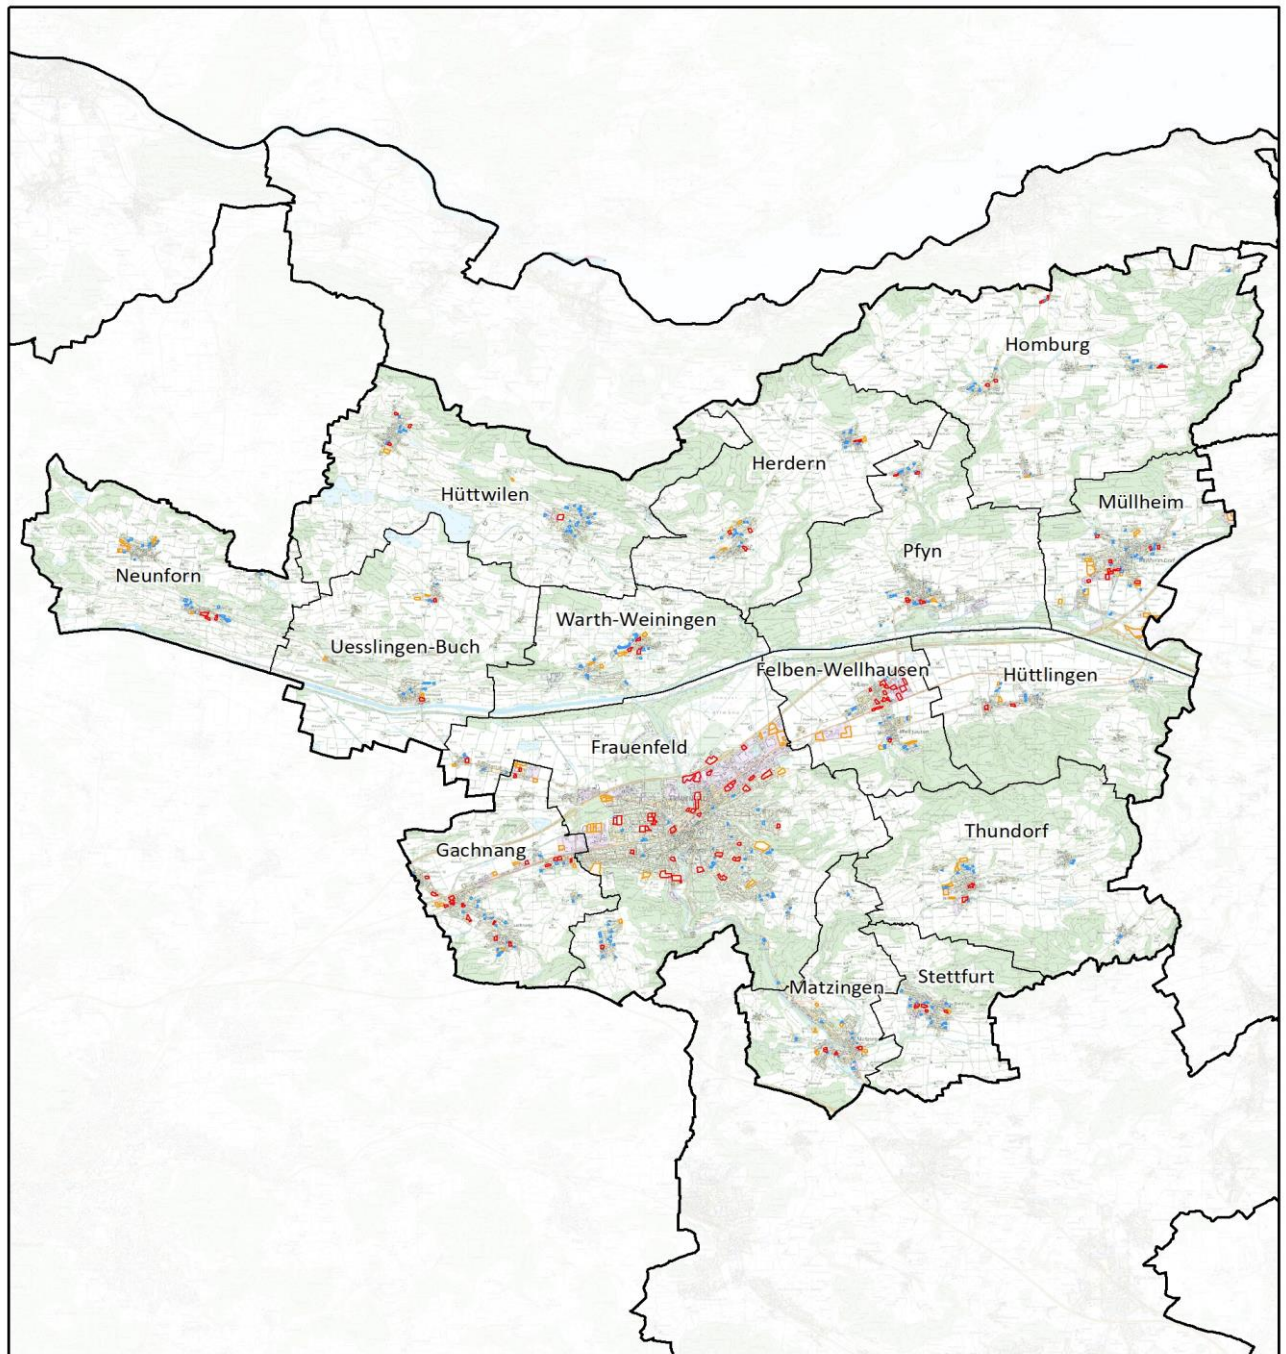 Homburg
Herdern
Hüttwilen
Müllheim
Pfyn
Neunforn
Warth-Weiningen
Uesslingen-Buch
Felben-Wellhausen
Hüttlingen
Frauenfeld
Thundorf
Gachnang
Stettfurt
Matzingen